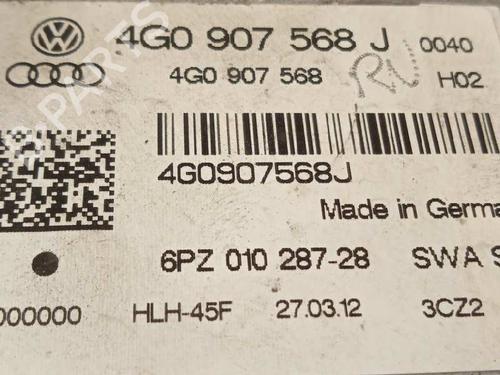 4G0 907 568 J 0040
4G0 907 568 RN H02
4G0907568J
Made in Germa
6PZ 010 287-28 SWA S
000000 HLH-45F 27.03.12 3CZ2